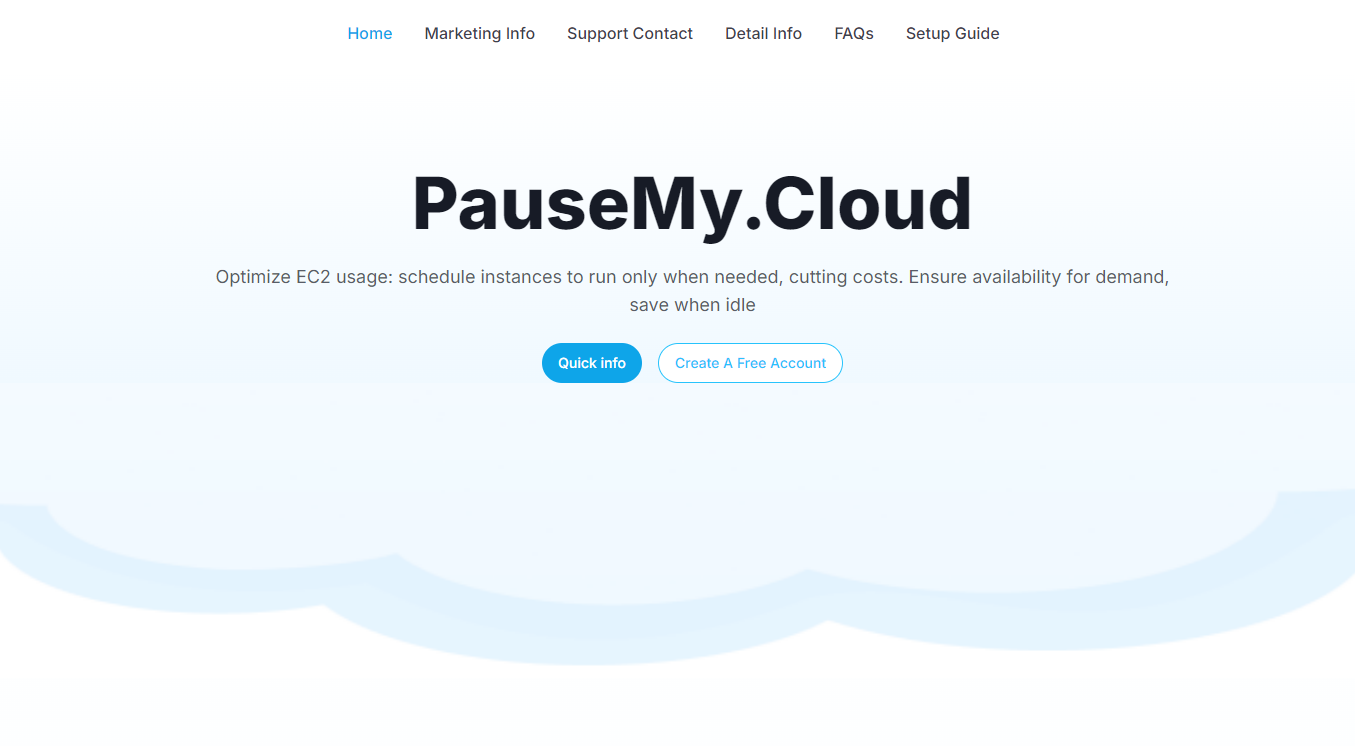 Home Marketing Info Support Contact Detail Info FAQs Setup Guide
PauseMy.Cloud
Optimize EC2 usage: schedule instances to run only when needed, cutting costs. Ensure availability for demand,
save when idle
Quick info Create A Free Account